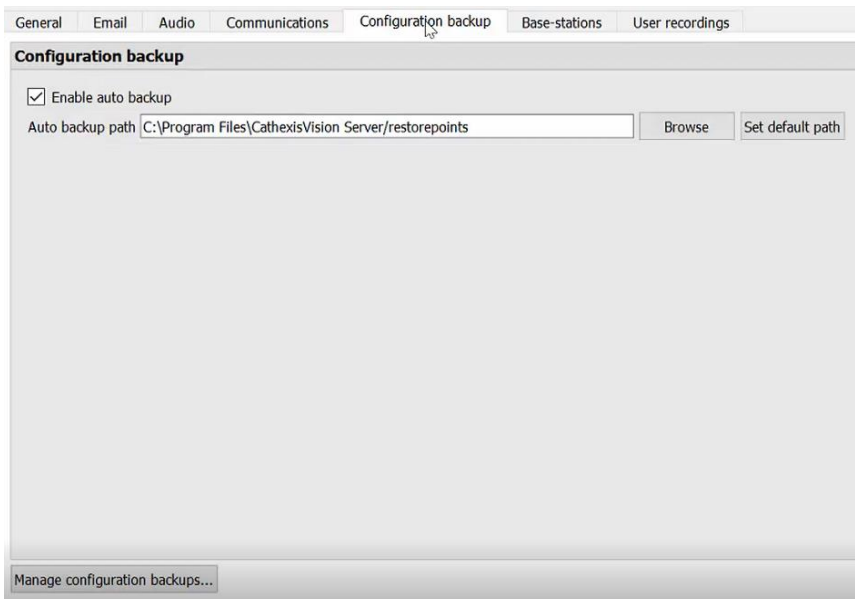 General Email Audio Communications Configuration backup Base-stations User recordings
Configuration backup
Enable auto backup
Auto backup path C:\Program Files\CathexisVision Server/restorepoints Browse Set default path
Manage configuration backups...